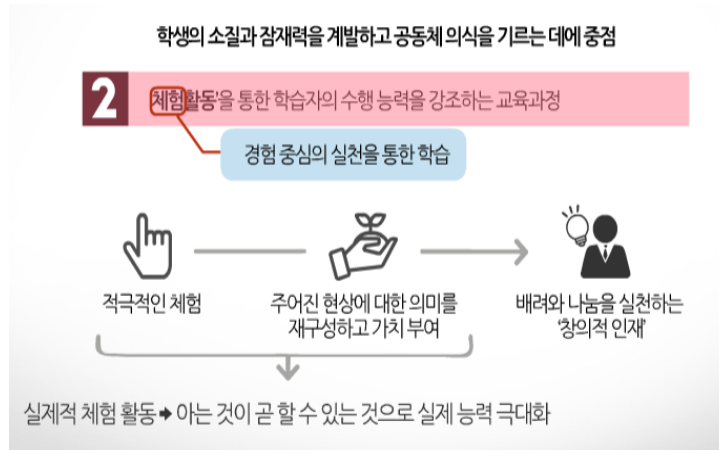 학생의 소질과 잠재력을 계발하고 공동체 의식을 기르는 데에 중점
2 '체험활동'을 통한 학습자의 수행 능력을 강조하는 교육과정
경험 중심의 실천을 통한 학습
적극적인 체험
주어진 현상에 대한 의미를
재구성하고 가치 부여
배려와 나눔을 실천하는
‘창의적 인재’
실제적 체험 활동 ➧ 아는 것이 곧 할 수 있는 것으로 실제 능력 극대화